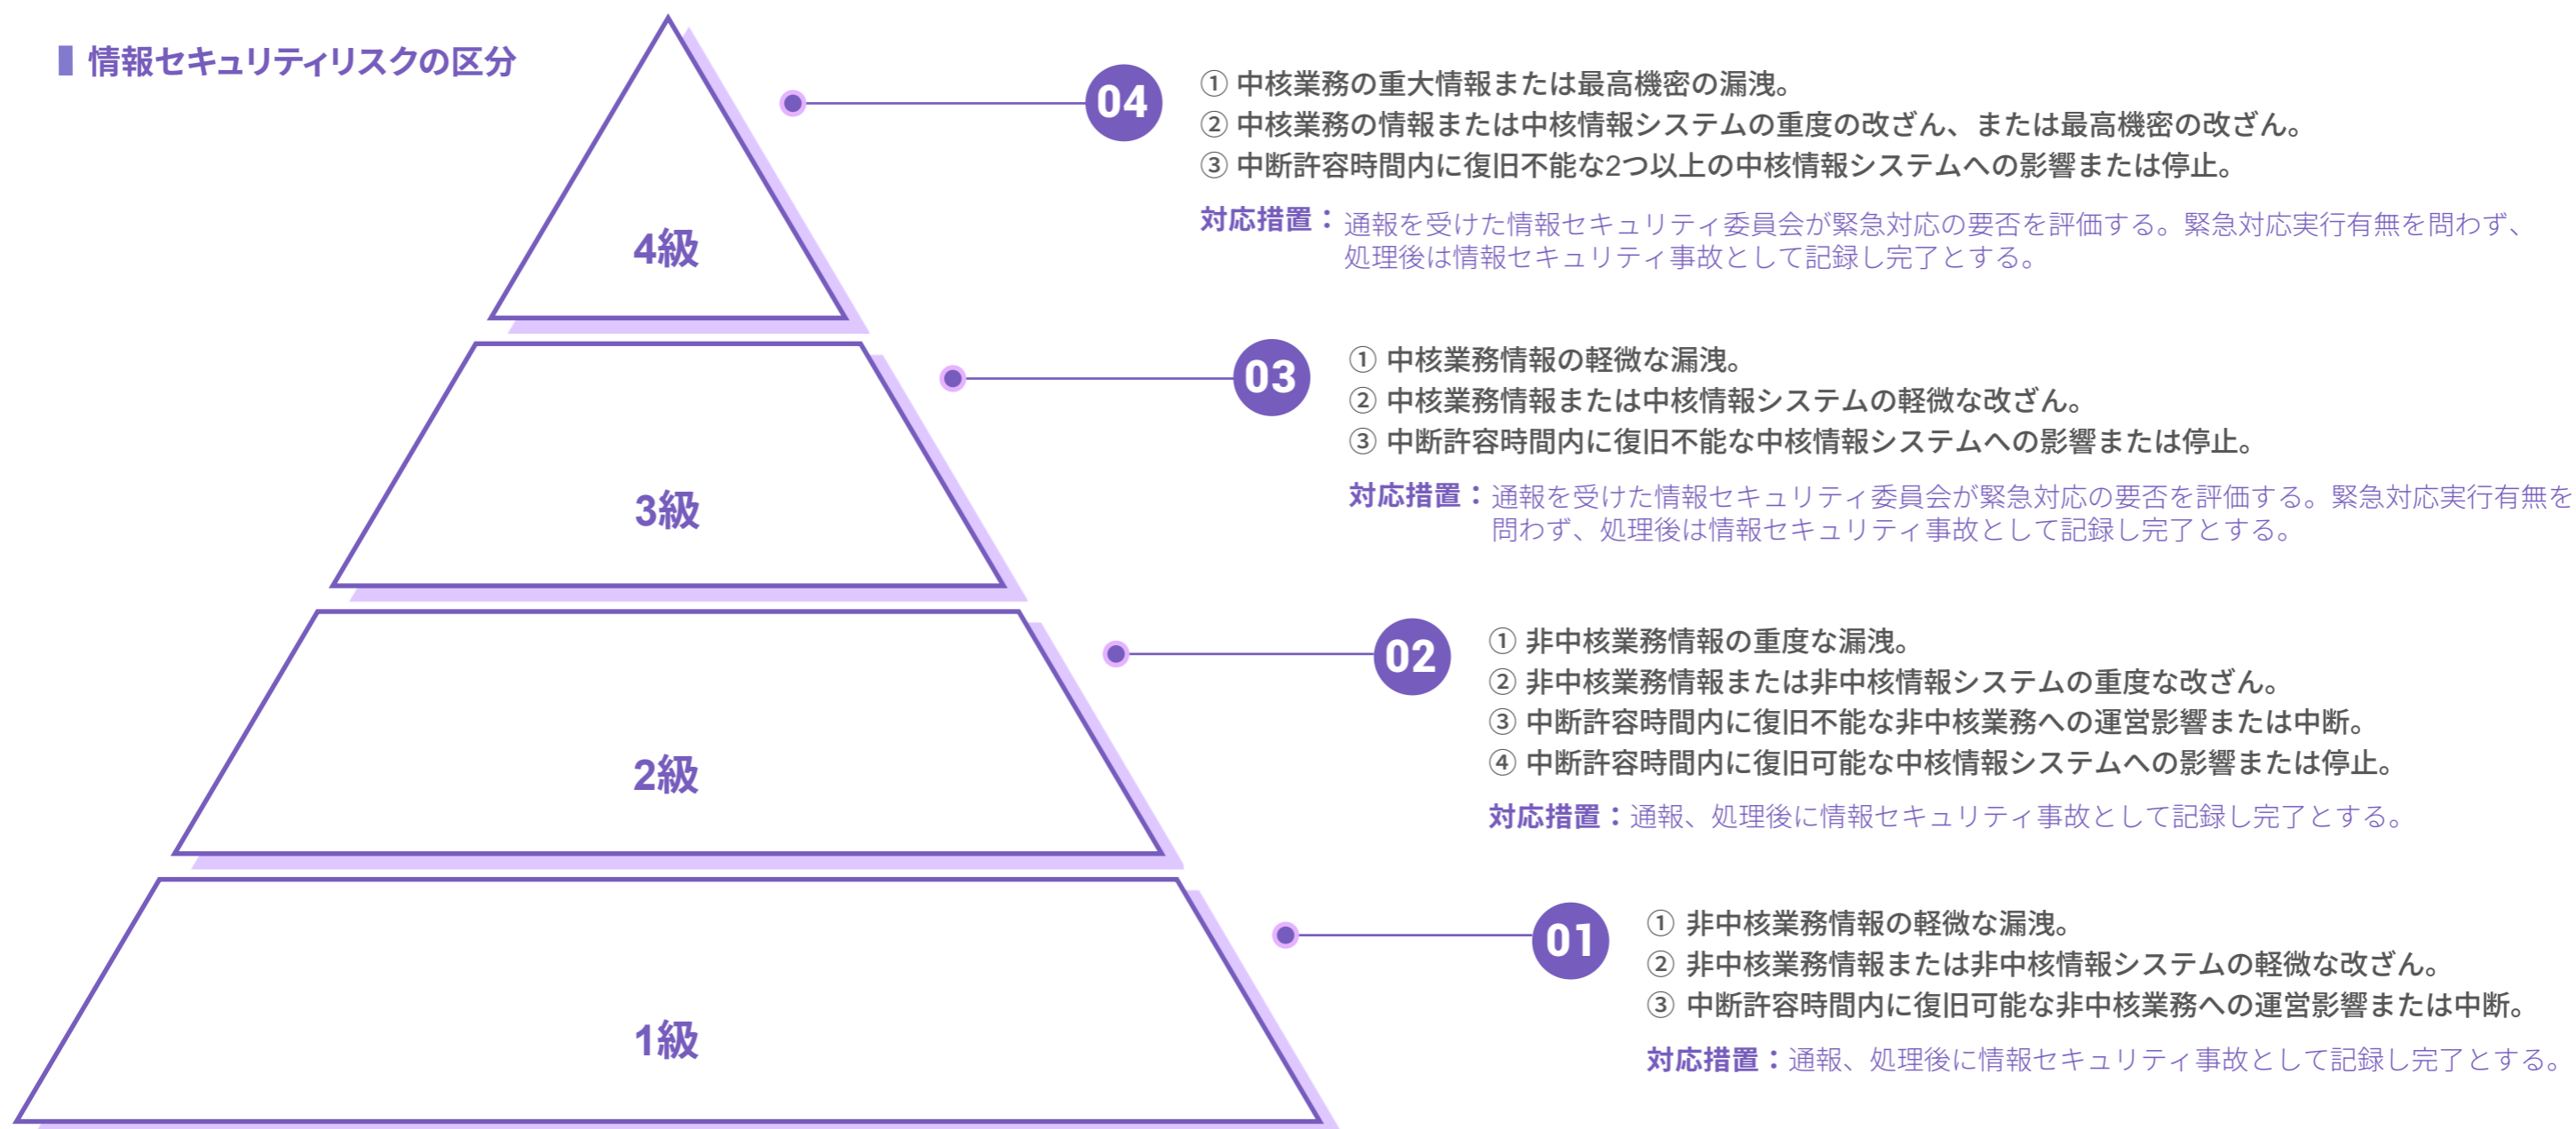 情報セキュリティリスクの区分
4級
04
① 中核業務の重大情報または最高機密の漏洩。
② 中核業務の情報または中核情報システムの重度の改ざん、または最高機密の改ざん。
③ 中断許容時間内に復旧不能な2つ以上の中核情報システムへの影響または停止。
対応措置：通報を受けた情報セキュリティ委員会が緊急対応の要否を評価する。緊急対応実行有無を問わず、
処理後は情報セキュリティ事故として記録し完了とする。
3級
03
① 中核業務情報の軽微な漏洩。
② 中核業務情報または中核情報システムの軽微な改ざん。
③ 中断許容時間内に復旧不能な中核情報システムへの影響または停止。
対応措置：通報を受けた情報セキュリティ委員会が緊急対応の要否を評価する。緊急対応実行有無を
問わず、処理後は情報セキュリティ事故として記録し完了とする。
2級
02
① 非中核業務情報の重度な漏洩。
② 非中核業務情報または非中核情報システムの重度な改ざん。
③ 中断許容時間内に復旧不能な非中核業務への運営影響または中断。
④ 中断許容時間内に復旧可能な中核情報システムへの影響または停止。
対応措置：通報、処理後に情報セキュリティ事故として記録し完了とする。
1級
01
① 非中核業務情報の軽微な漏洩。
② 非中核業務情報または非中核情報システムの軽微な改ざん。
③ 中断許容時間内に復旧可能な非中核業務への運営影響または中断。
対応措置：通報、処理後に情報セキュリティ事故として記録し完了とする。